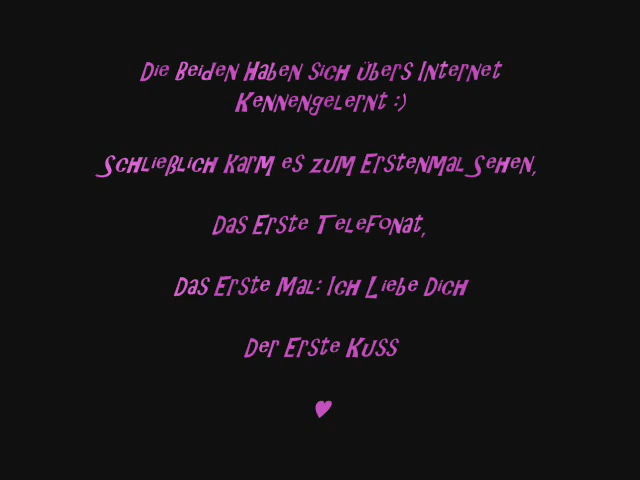 Die Beiden Haben Sich Übers Internet
Kennengelernt :)
Schließlich Karm es zum Erstenmal Sehen,
Das Erste Telefonat,
Das Erste Mal: Ich Liebe Dich
Der Erste Kuss
♥